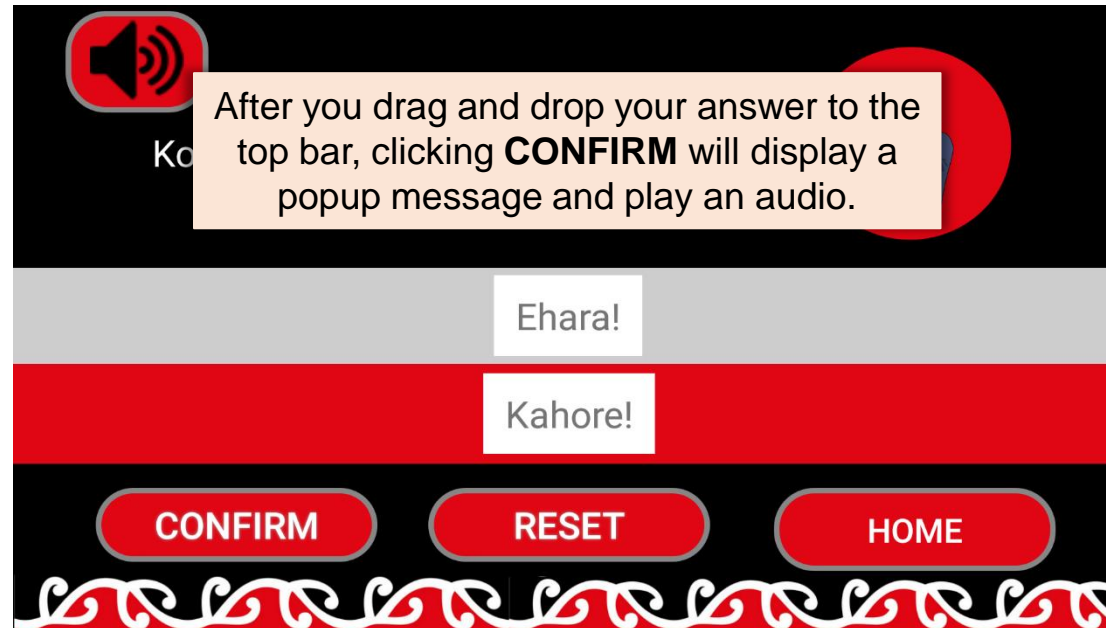 After you drag and drop your answer to the
top bar, clicking CONFIRM will display a
popup message and play an audio.
Ko
Ehara!
Kahore!
CONFIRM RESET HOME